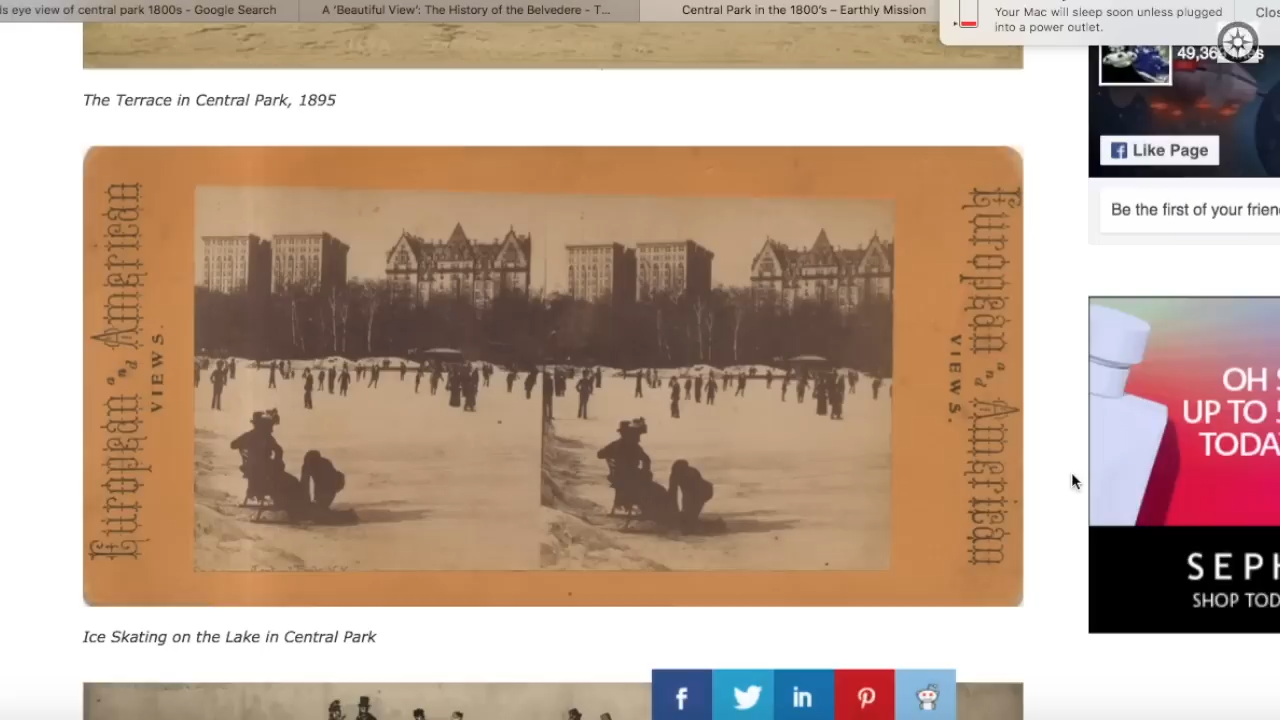 is eye view of central park 1800s - Google Search
A 'Beautiful View': The History of the Belvedere - T...
Central Park in the 1800's – Earthly Mission
Your Mac will sleep soon unless plugged
into a power outlet.
Clos
The Terrace in Central Park, 1895
Like Page
Be the first of your frien
European and American
VIEWS.
European and American
VIEWS.
OH
UP TO
TODA
SEPH
SHOP TOD
Ice Skating on the Lake in Central Park